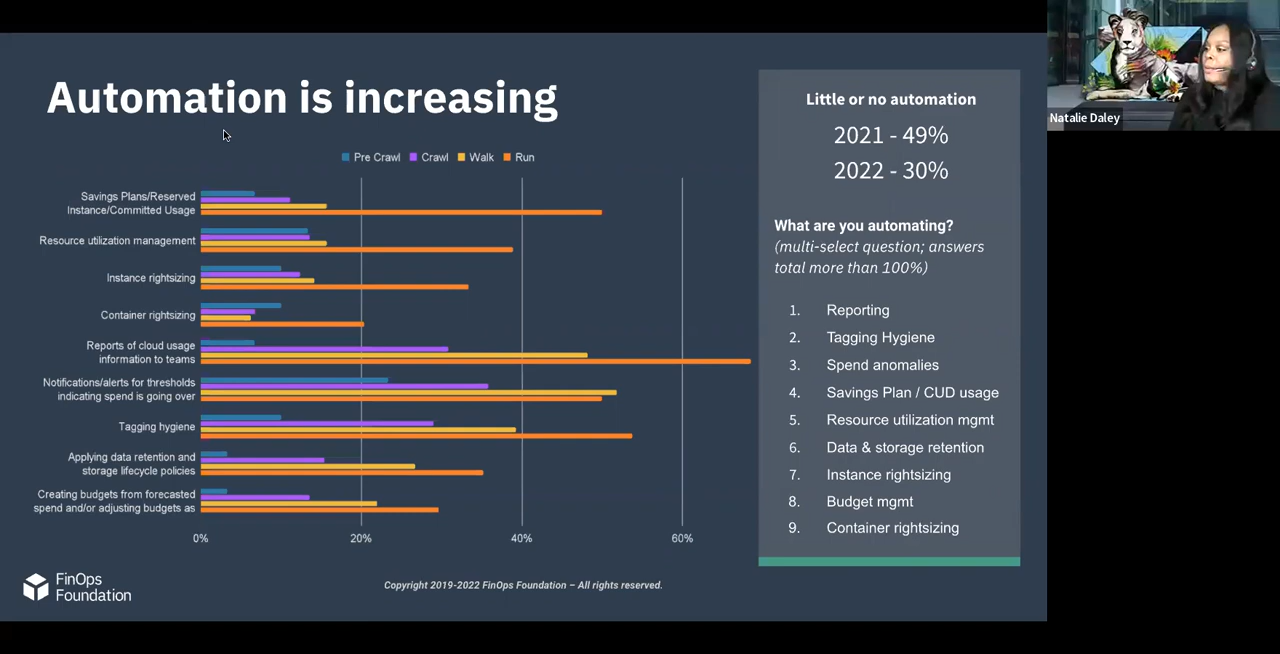 Automation is increasing
Pre Crawl
Crawl
Walk
Run
Savings Plans/Reserved
Instance/Committed Usage
Resource utilization management
Instance rightsizing
Container rightsizing
Reports of cloud usage
information to teams
Notifications/alerts for thresholds
indicating spend is going over
Tagging hygiene
Applying data retention and
storage lifecycle policies
Creating budgets from forecasted
spend and/or adjusting budgets as
0%
20%
40%
60%
Little or no automation
2021 - 49%
2022 - 30%
What are you automating?
(multi-select question; answers
total more than 100%)
1. Reporting
2. Tagging Hygiene
3. Spend anomalies
4. Savings Plan / CUD usage
5. Resource utilization mgmt
6. Data & storage retention
7. Instance rightsizing
8. Budget mgmt
9. Container rightsizing
FinOps
Foundation
Copyright 2019-2022 FinOps Foundation – All rights reserved.
Natalie Daley